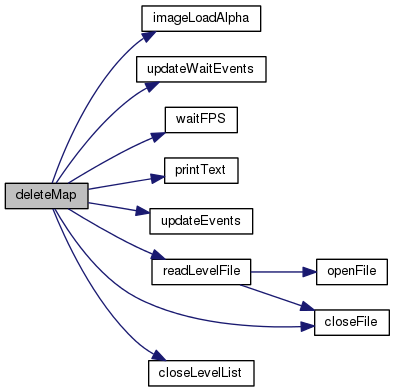 imageLoadAlpha
updateWaitEvents
waitFPS
printText
deleteMap
updateEvents
readLevelFile
openFile
closeFile
closeLevelList